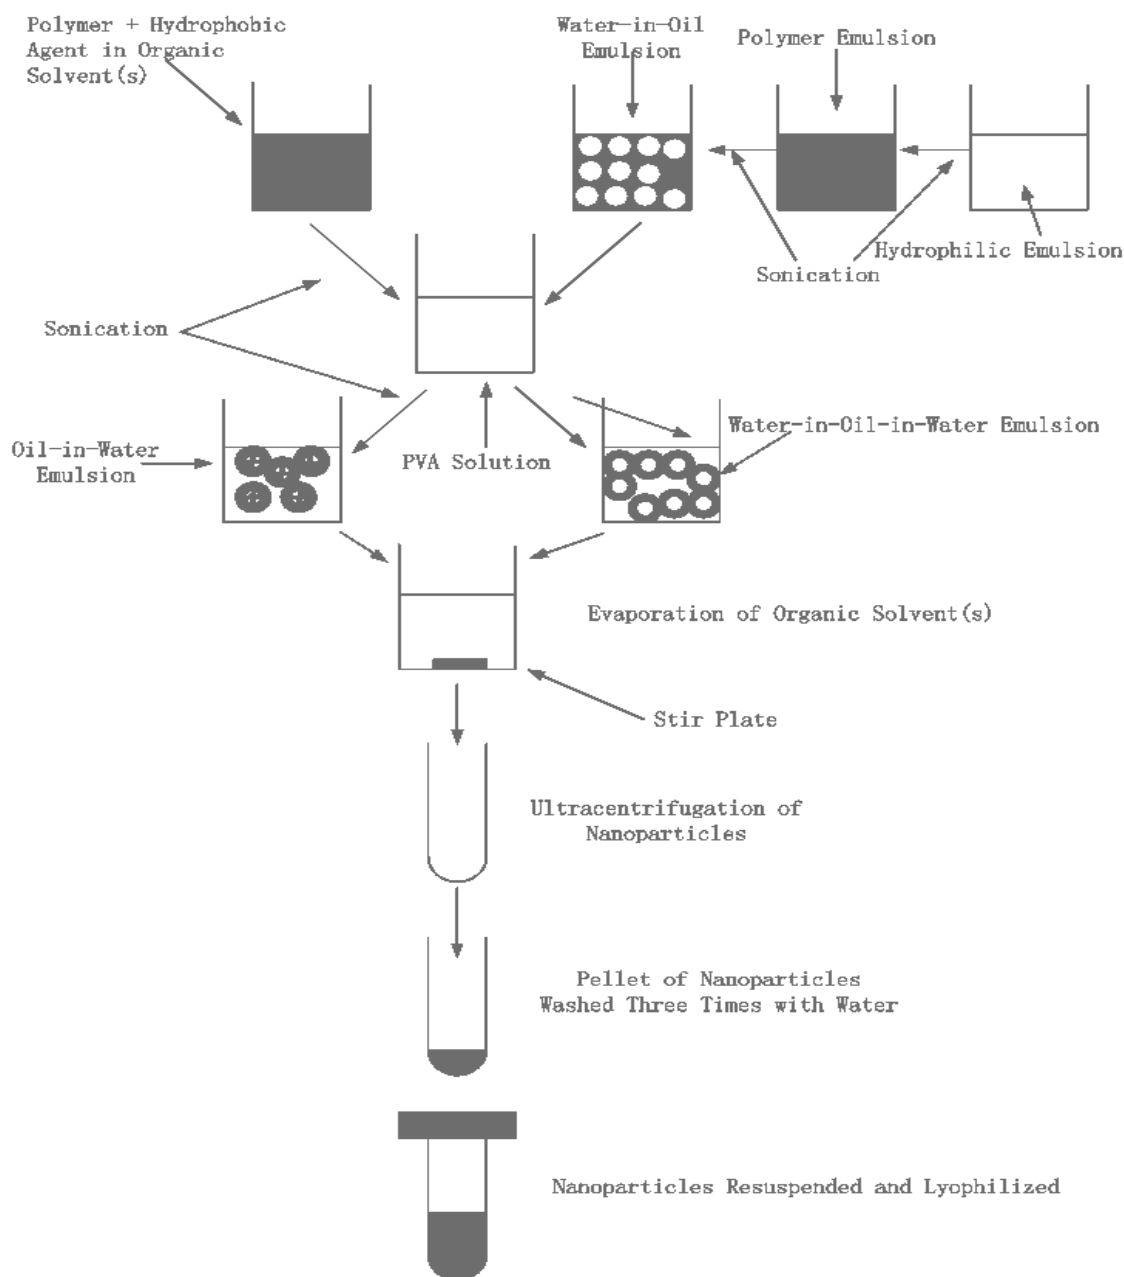 Polymer + Hydrophobic
Agent in Organic
Solvent(s)
Water-in-Oil
Emulsion
Polymer Emulsion
Hydrophilic Emulsion
Sonication
Sonication
Oil-in-Water
Emulsion
PVA Solution
Water-in-Oil-in-Water Emulsion
Evaporation of Organic Solvent(s)
Stir Plate
Ultracentrifugation of
Nanoparticles
Pellet of Nanoparticles
Washed Three Times with Water
Nanoparticles Resuspended and Lyophilized